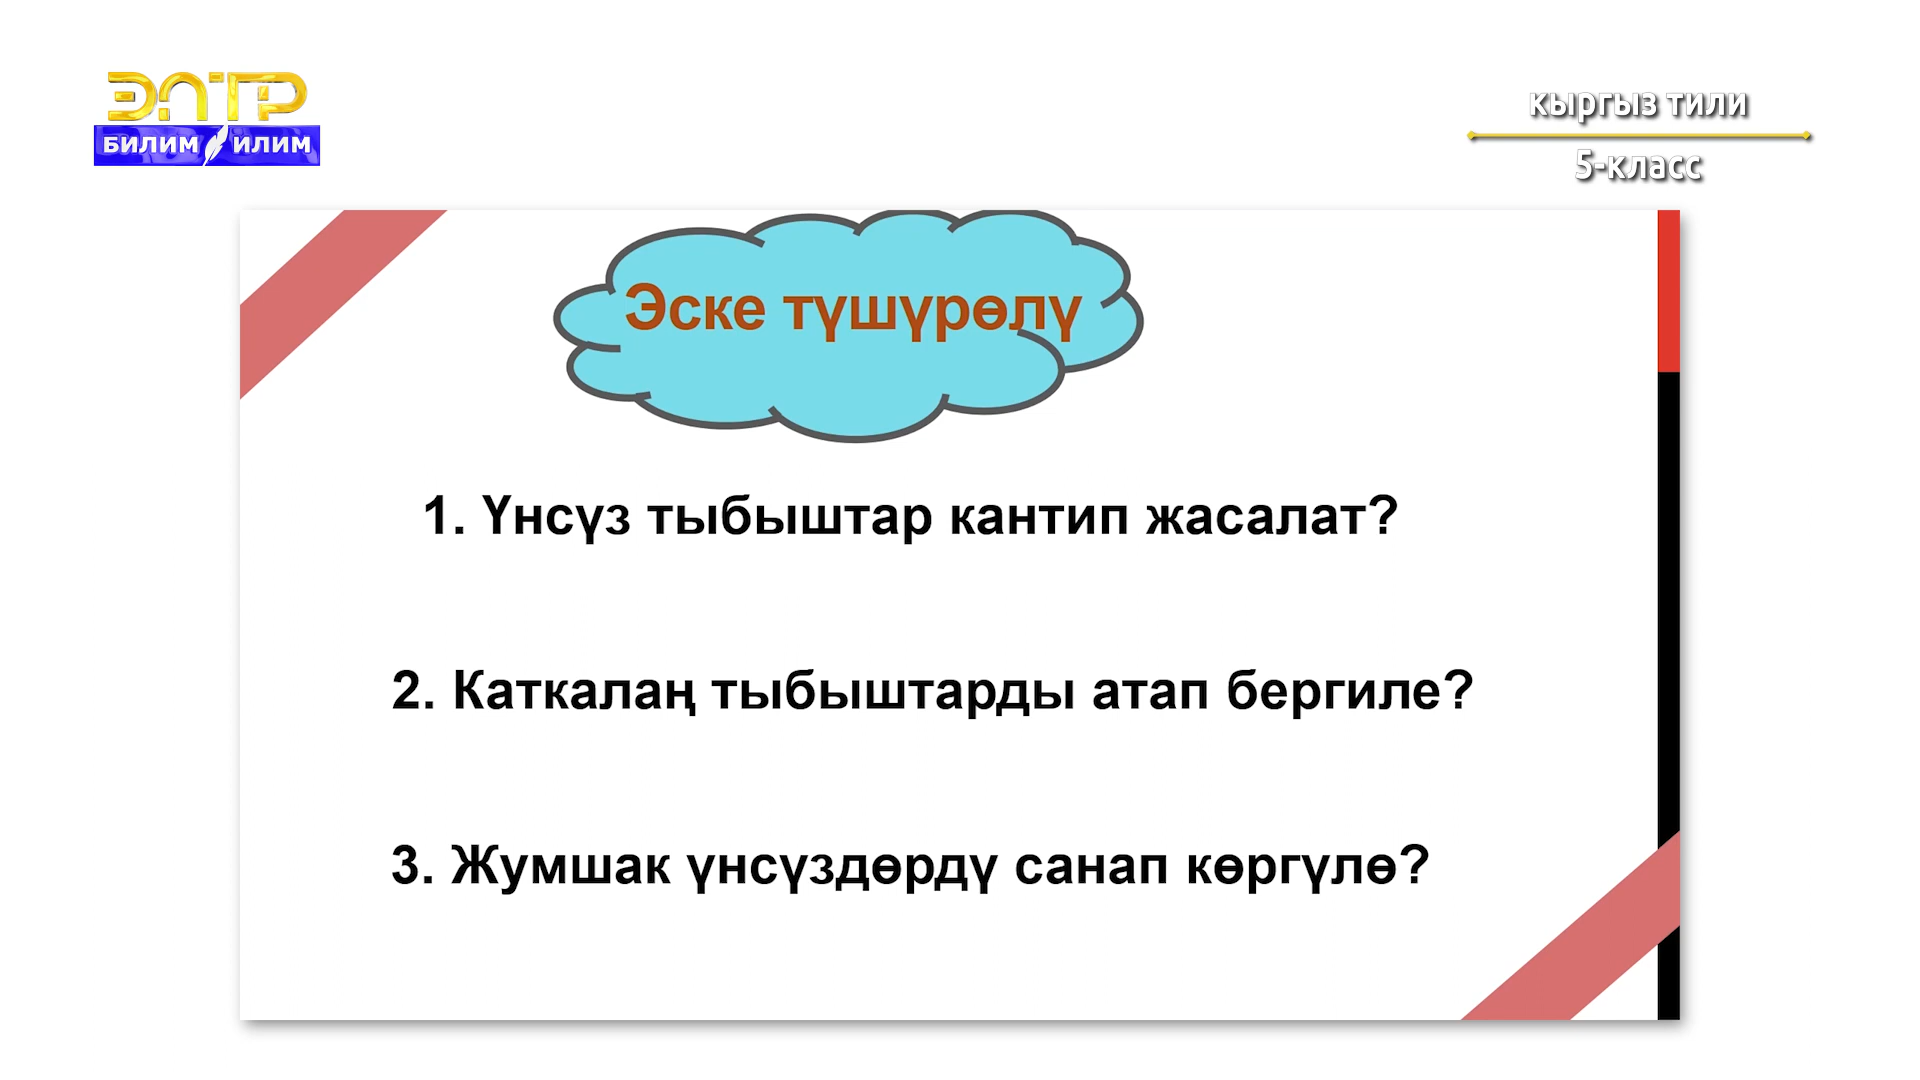 ЭЛТР
БИЛИМ ИЛИМ
кыргыз тили
5-класс
Эске түшүрөлү
1. Үнсүз тыбыштар кантип жасалат?
2. Каткалаң тыбыштарды атап бергиле?
3. Жумшак үнсүздөрдү санап көргүлө?